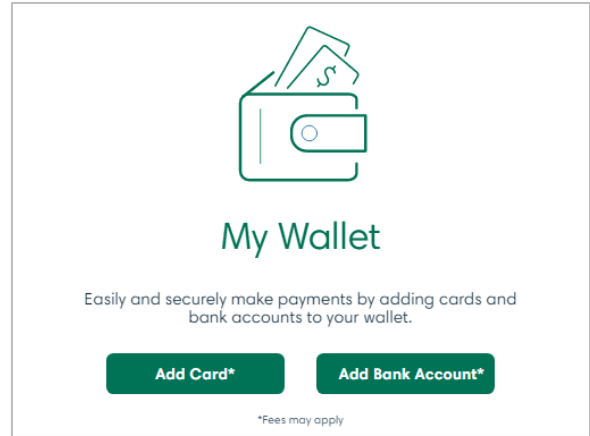 $
My Wallet
Easily and securely make payments by adding cards and
bank accounts to your wallet.
Add Card* Add Bank Account*
*Fees may apply